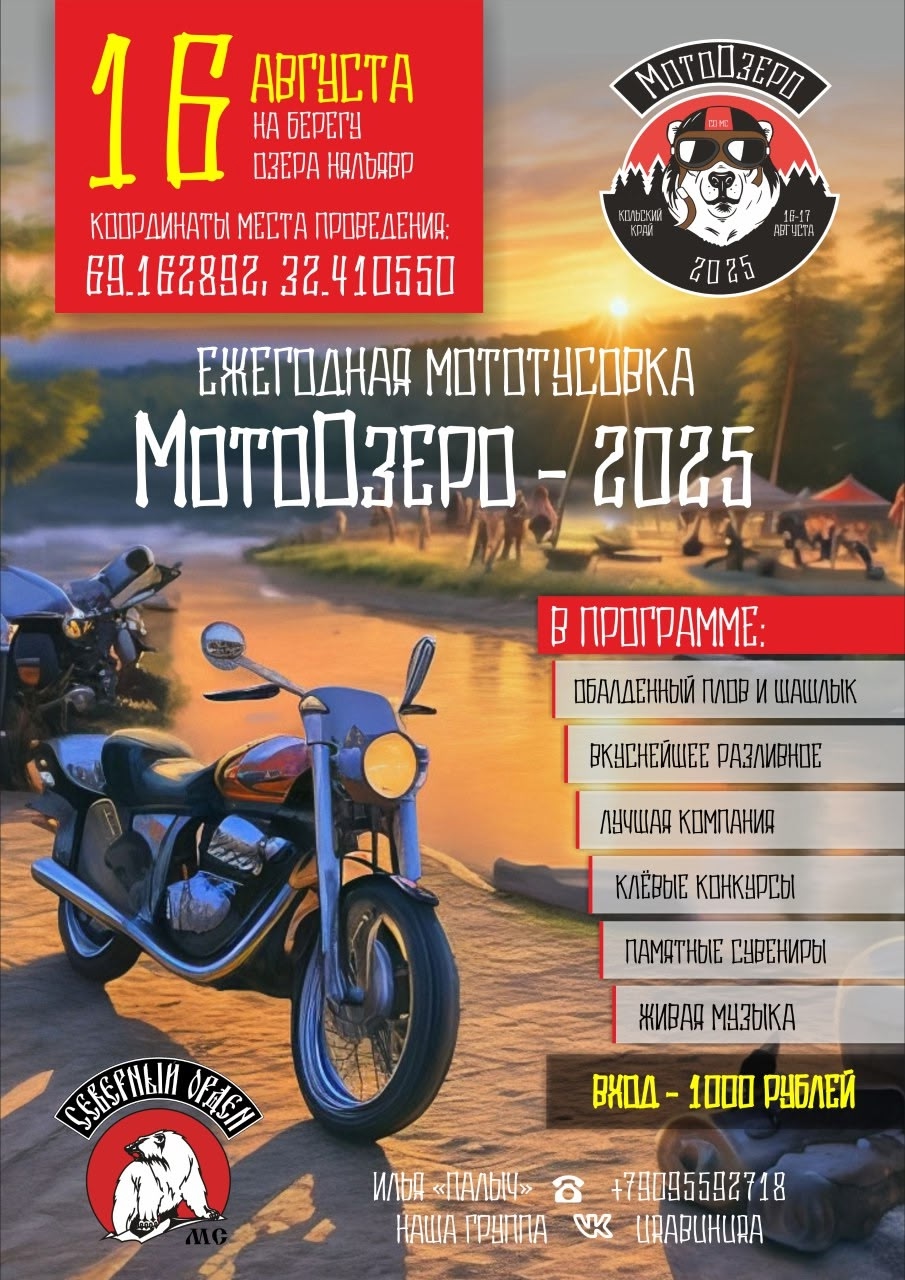 16
АВГУСТА
НА БЕРЕГУ
ОЗЕРА НЯЛЪЯВР
КООРДИНАТЫ МЕСТА ПРОВЕДЕНИЯ:
69.162892, 32.410550
МотоОзеро
СО МС
КОЛЬСКИЙ
КРАЙ
16-17
АВГУСТА
2025
ЕЖЕГОДНАЯ МОТОТУСОВКА
МотоОзеро - 2025
В ПРОГРАММЕ:
ОБАЛДЕННЫЙ ПЛОВ И ШАШЛЫК
ВКУСНЕЙШЕЕ РАЗЛИВНОЕ
ЛУЧШАЯ КОМПАНИЯ
КЛЁВЫЕ КОНКУРСЫ
ПАМЯТНЫЕ СУВЕНИРЫ
ЖИВАЯ МУЗЫКА
ВХОД - 1000 РУБЛЕЙ
СЕВЕРНЫЙ ОРДЕН
МС
ИЛЬЯ «ПАЛЫЧ» +79095592718
НАША ГРУППА URABUHURA